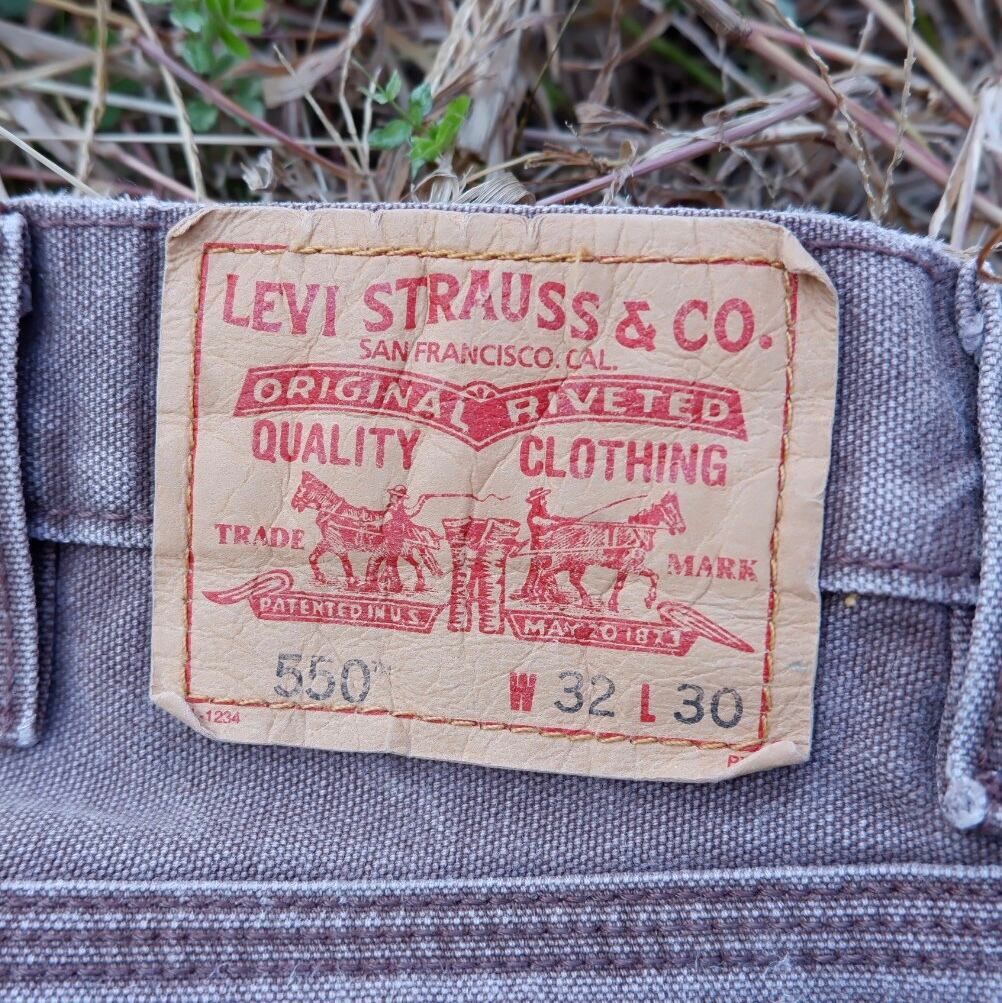 LEVI STRAUSS & CO.
SAN FRANCISCO. CAL.
ORIGINAL RIVETED
QUALITY CLOTHING
TRADE MARK
PATENTED IN U.S. MAY 20 1873
550™ W 32 L 30
1234